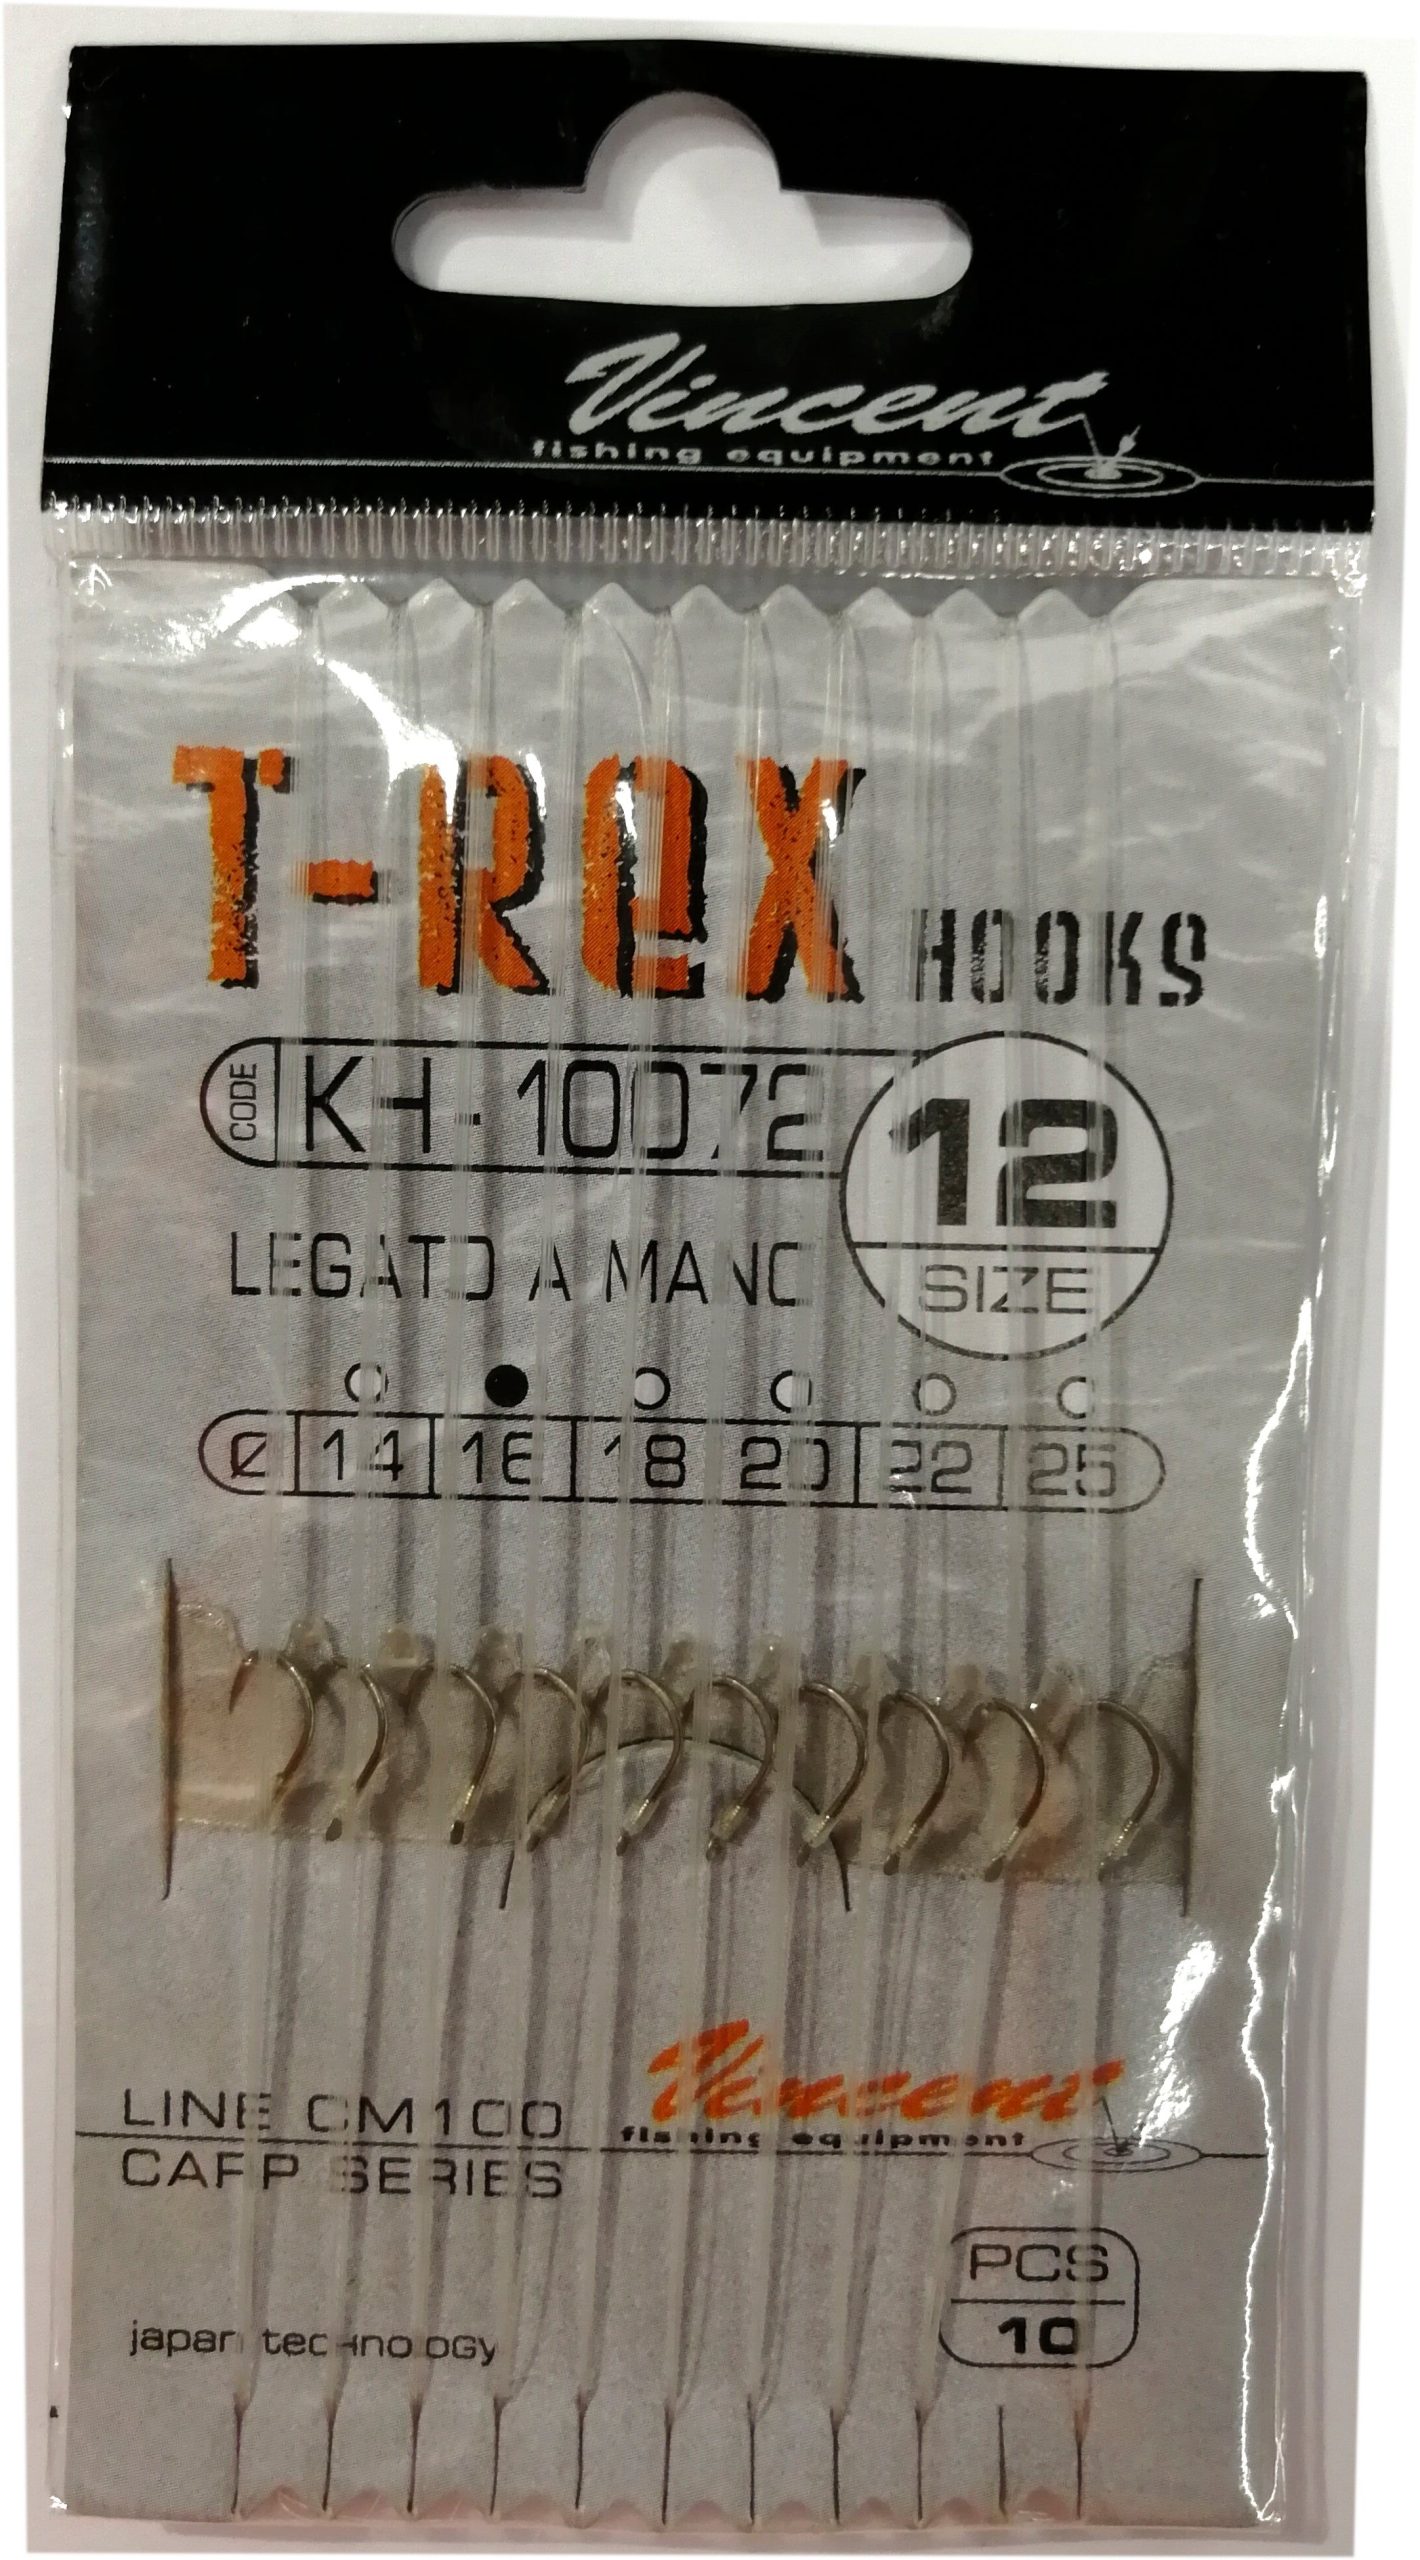 Vincent
fishing equipment
T-Rex HOOKS
CODE KH-10072
12
SIZE
LEGATO A MANO
Ø 14 16 18 20 22 25
LINE CM100
CARP SERIES
Vincent
fishing equipment
PCS
10
japan technology